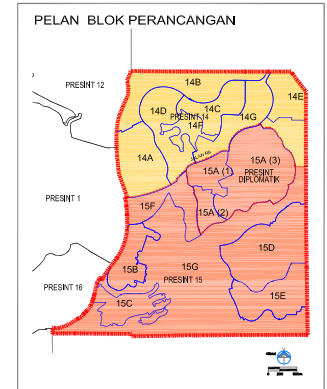 PELAN BLOK PERANCANGAN
PRESINT 12
14B
14E
14D
14C
PRESINT 14
14F
14G
14A
15A (1)
15A (3)
PRESINT
DIPLOMATIK
PRESINT 1
15F
15A (2)
15D
15B
15G
PRESINT 15
PRESINT 16
15C
15E